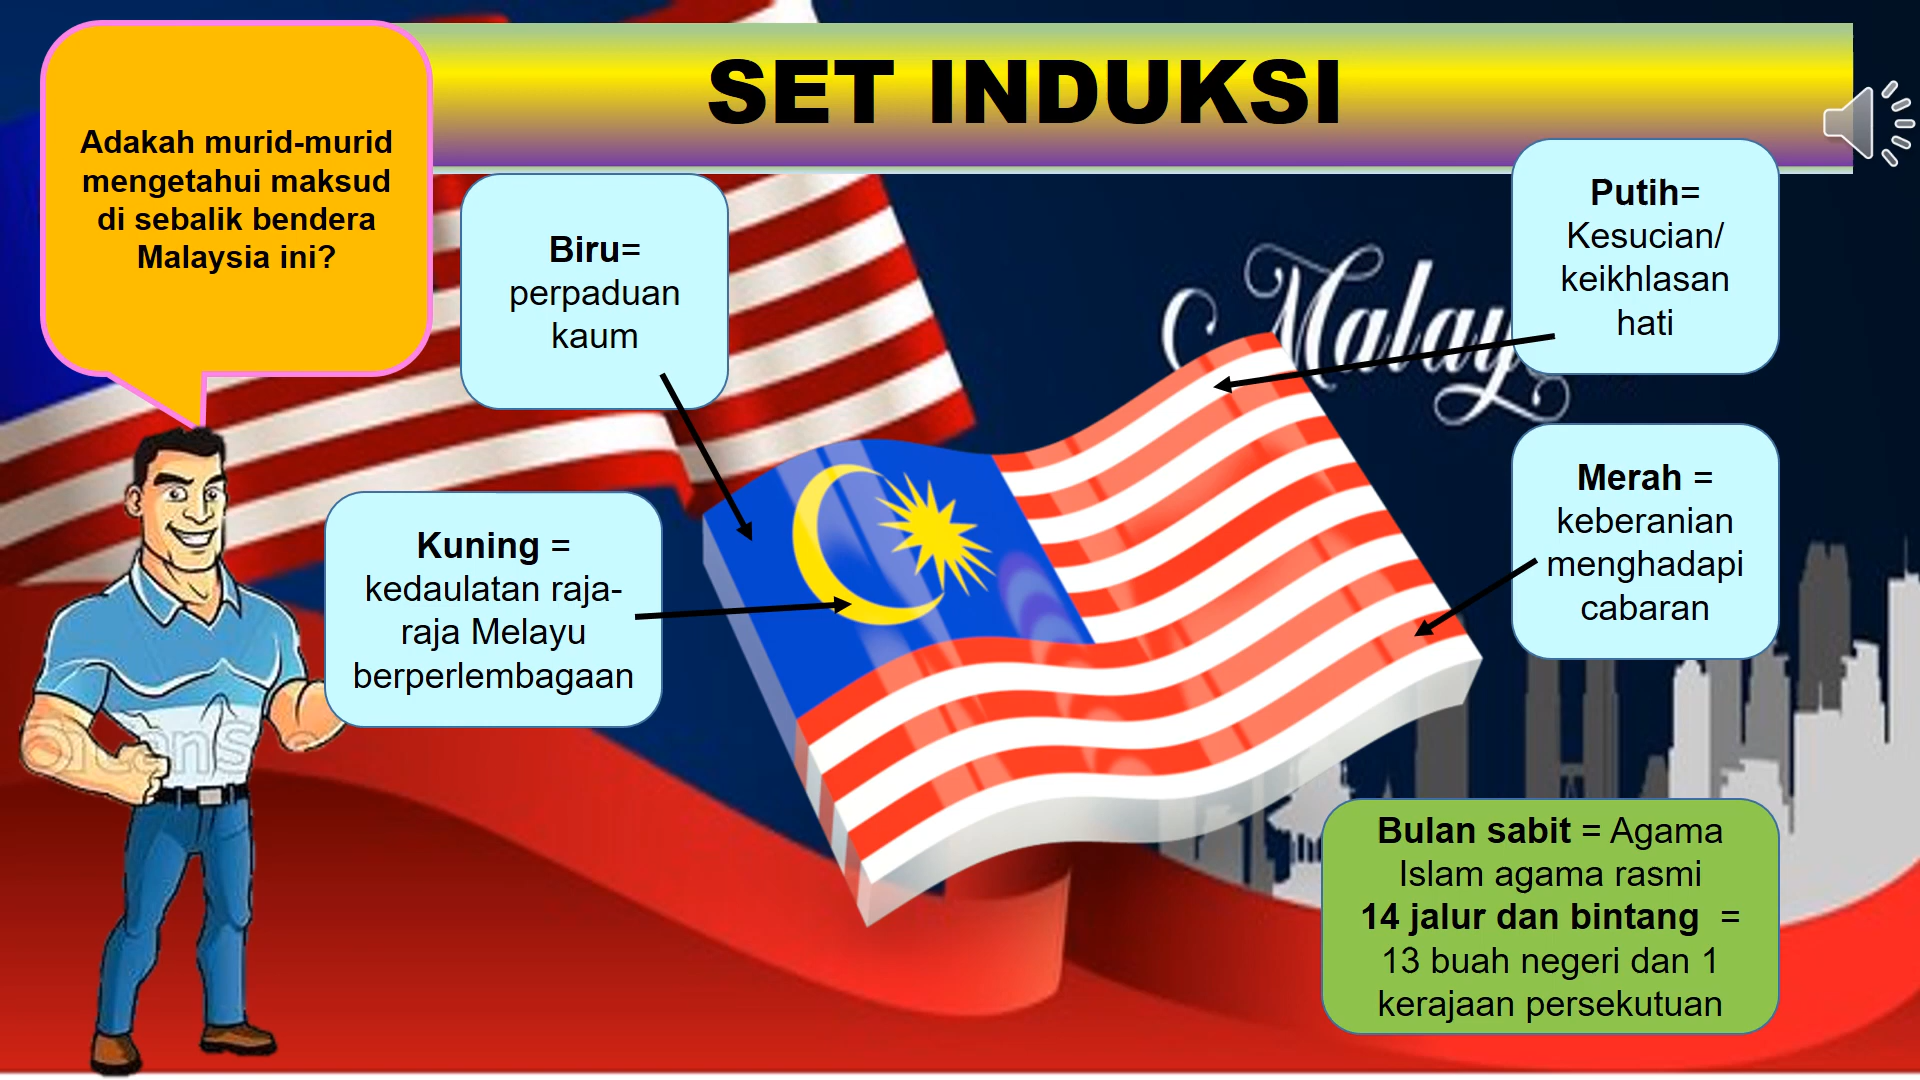 SET INDUKSI
Adakah murid-murid
mengetahui maksud
di sebalik bendera
Malaysia ini?
Biru=
perpaduan
kaum
Putih=
Kesucian/
keikhlasan
hati
Kuning =
kedaulatan raja-
raja Melayu
berperlembagaan
Merah =
keberanian
menghadapi
cabaran
Bulan sabit = Agama
Islam agama rasmi
14 jalur dan bintang  =
13 buah negeri dan 1
kerajaan persekutuan